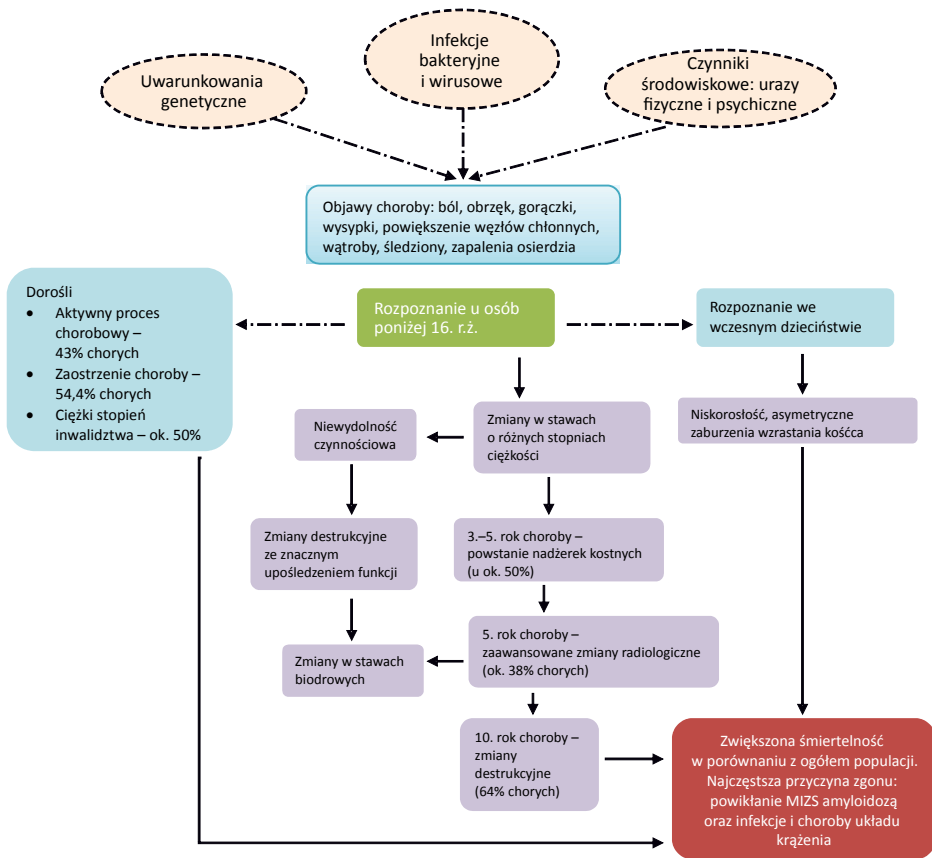 Uwarunkowania
genetyczne
Infekcje
bakteryjne
i wirusowe
Czynniki
środowiskowe: urazy
fizyczne i psychiczne
Objawy choroby: ból, obrzęk, gorączki,
wysypki, powiększenie węzłów chłonnych,
wątroby, śledziony, zapalenia osierdzia
Dorośli
• Aktywny proces
chorobowy –
43% chorych
• Zaostrzenie choroby –
54,4% chorych
• Ciężki stopień
inwalidztwa – ok. 50%
Rozpoznanie u osób
poniżej 16. r.ż.
Rozpoznanie we
wczesnym dzieciństwie
Niewydolność
czynnościowa
Zmiany w stawach
o różnych stopniach
ciężkości
Niskorosłość, asymetryczne
zaburzenia wzrastania kośćca
Zmiany destrukcyjne
ze znacznym
upośledzeniem funkcji
3.–5. rok choroby –
powstanie nadżerek kostnych
(u ok. 50%)
Zmiany w stawach
biodrowych
5. rok choroby –
zaawansowane zmiany radiologiczne
(ok. 38% chorych)
10. rok choroby –
zmiany
destrukcyjne
(64% chorych)
Zwiększona śmiertelność
w porównaniu z ogółem populacji.
Najczęstsza przyczyna zgonu:
powikłanie MIZS amyloidozą
oraz infekcje i choroby układu
krążenia